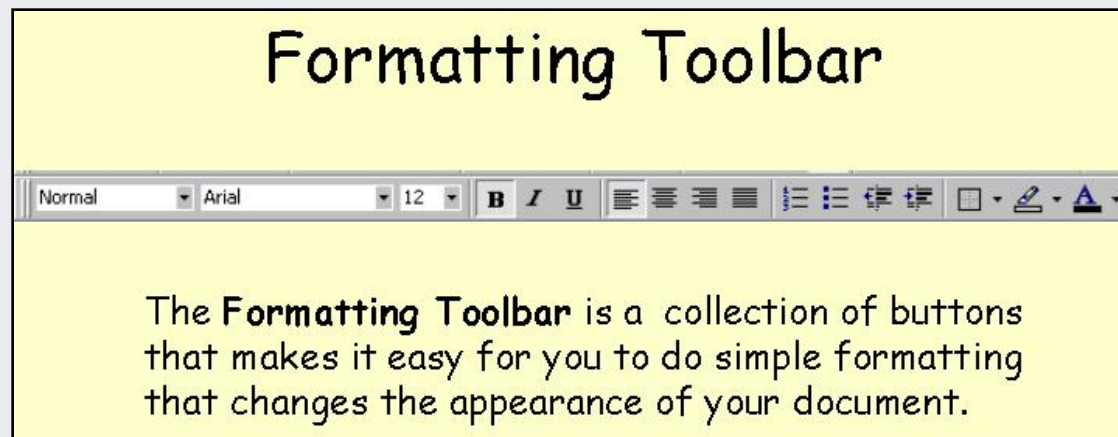 Formatting Toolbar
Normal Arial 12 B I U A
The Formatting Toolbar is a collection of buttons
that makes it easy for you to do simple formatting
that changes the appearance of your document.